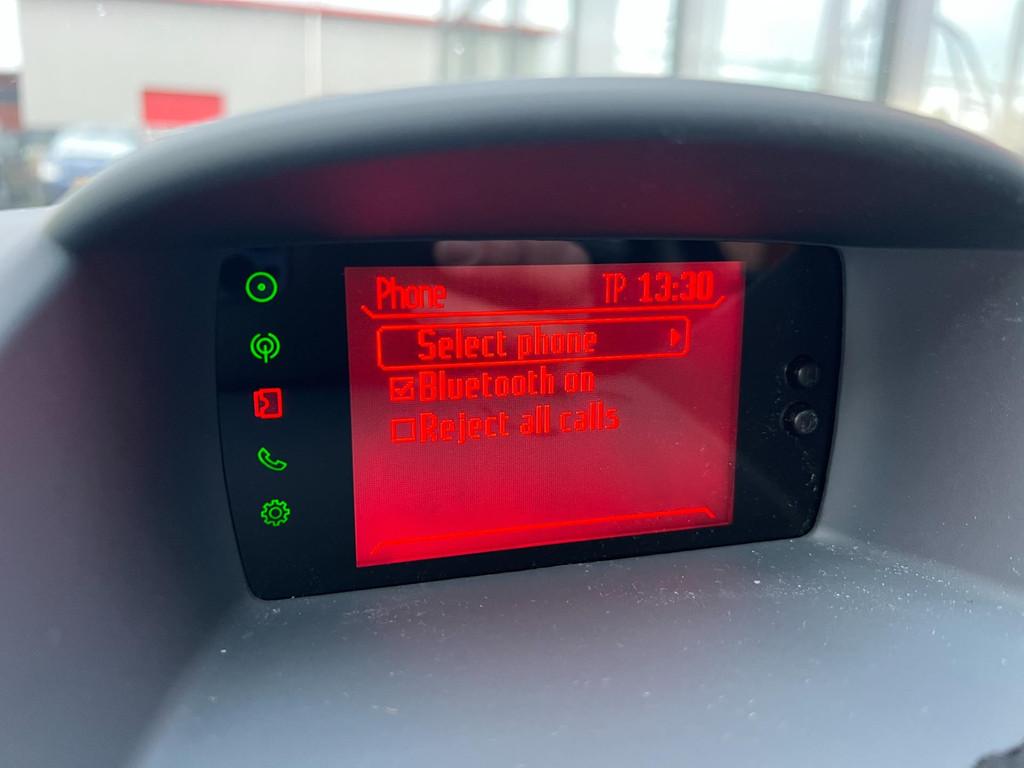 Phone TP 13:30
Select phone
Bluetooth on
Reject all calls